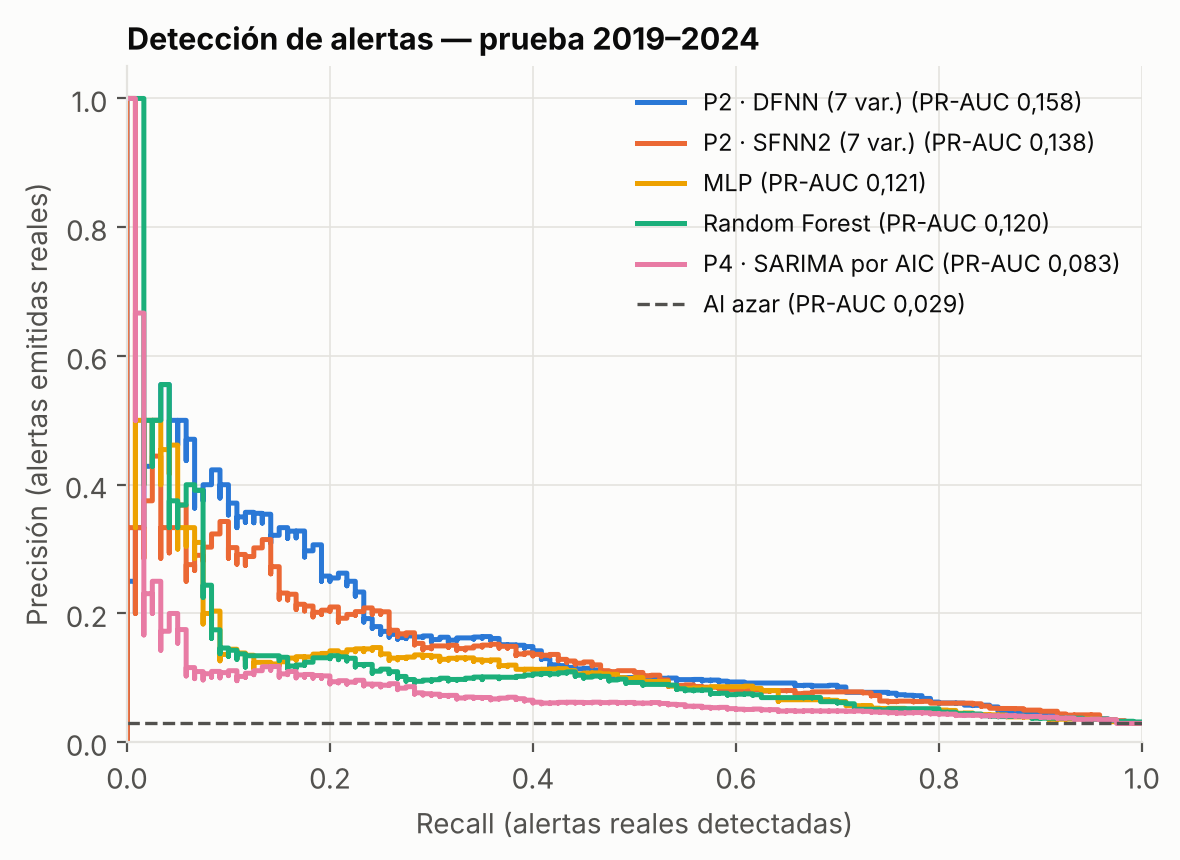 Detección de alertas — prueba 2019–2024
P2 · DFNN (7 var.) (PR-AUC 0,158)
P2 · SFNN2 (7 var.) (PR-AUC 0,138)
MLP (PR-AUC 0,121)
Random Forest (PR-AUC 0,120)
P4 · SARIMA por AIC (PR-AUC 0,083)
Al azar (PR-AUC 0,029)
Precisión (alertas emitidas reales)
1.0
0.8
0.6
0.4
0.2
0.0
0.0 0.2 0.4 0.6 0.8 1.0
Recall (alertas reales detectadas)